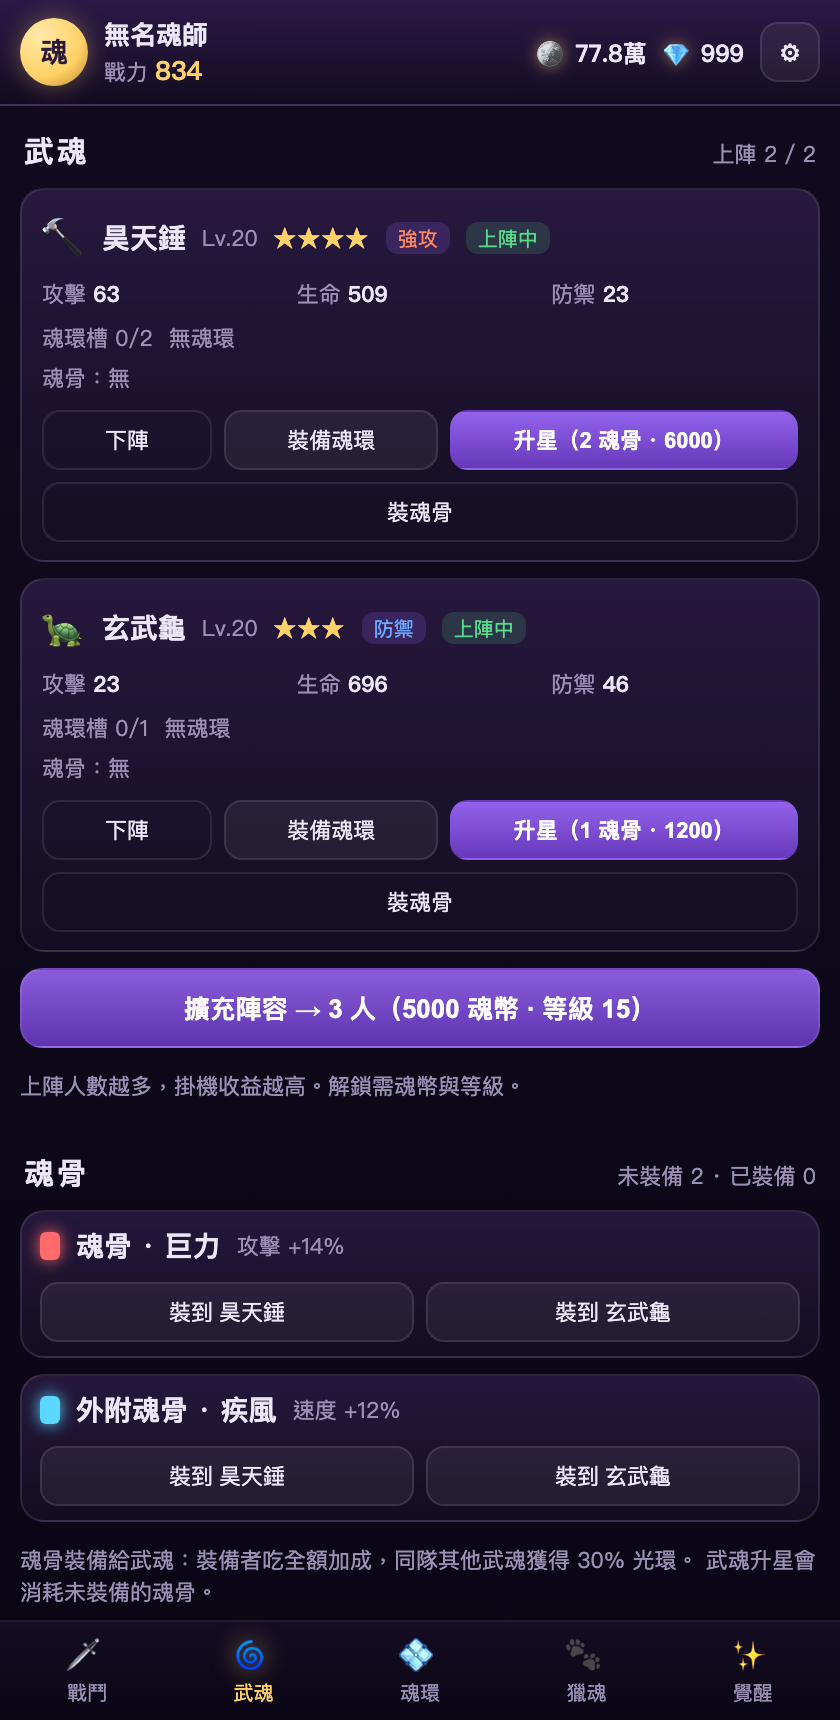 魂
無名魂師
戰力 834
77.8萬
999
武魂
上陣 2 / 2
昊天錘 Lv.20 ★★★★ 強攻 上陣中
攻擊 63 生命 509 防禦 23
魂環槽 0/2 無魂環
魂骨：無
下陣 裝備魂環 升星（2 魂骨 · 6000）
裝魂骨
玄武龜 Lv.20 ★★★ 防禦 上陣中
攻擊 23 生命 696 防禦 46
魂環槽 0/1 無魂環
魂骨：無
下陣 裝備魂環 升星（1 魂骨 · 1200）
裝魂骨
擴充陣容 → 3 人（5000 魂幣 · 等級 15）
上陣人數越多，掛機收益越高。解鎖需魂幣與等級。
魂骨
未裝備 2 · 已裝備 0
魂骨 · 巨力 攻擊 +14%
裝到 昊天錘 裝到 玄武龜
外附魂骨 · 疾風 速度 +12%
裝到 昊天錘 裝到 玄武龜
魂骨裝備給武魂：裝備者吃全額加成，同隊其他武魂獲得 30% 光環。 武魂升星會
消耗未裝備的魂骨。
戰鬥 武魂 魂環 獵魂 覺醒